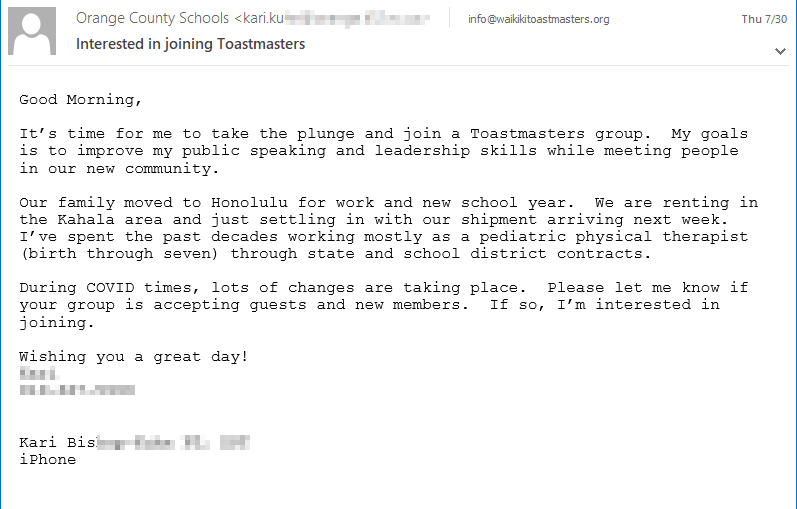 Orange County Schools <kari.ku
info@waikikitoastmasters.org
Thu 7/30
Interested in joining Toastmasters
Good Morning,
It's time for me to take the plunge and join a Toastmasters group.  My goals
is to improve my public speaking and leadership skills while meeting people
in our new community.
Our family moved to Honolulu for work and new school year.  We are renting in
the Kahala area and just settling in with our shipment arriving next week.
I've spent the past decades working mostly as a pediatric physical therapist
(birth through seven) through state and school district contracts.
During COVID times, lots of changes are taking place.  Please let me know if
your group is accepting guests and new members.  If so, I'm interested in
joining.
Wishing you a great day!
Kari Bis
iPhone